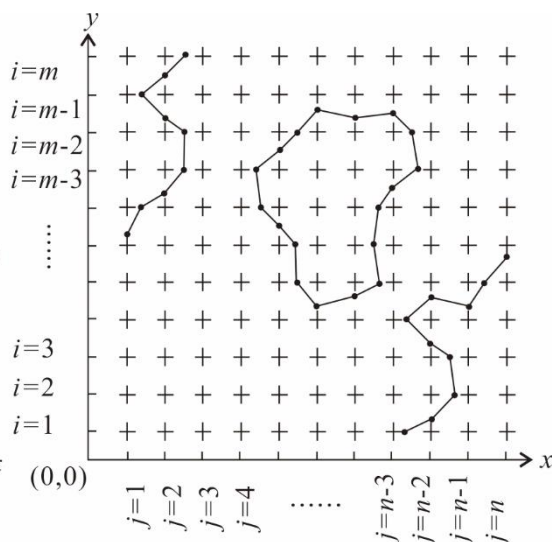 y
i=m
i=m-1
i=m-2
i=m-3
......
i=3
i=2
i=1
(0,0)
x
j=1
j=2
j=3
j=4
......
j=n-3
j=n-2
j=n-1
j=n